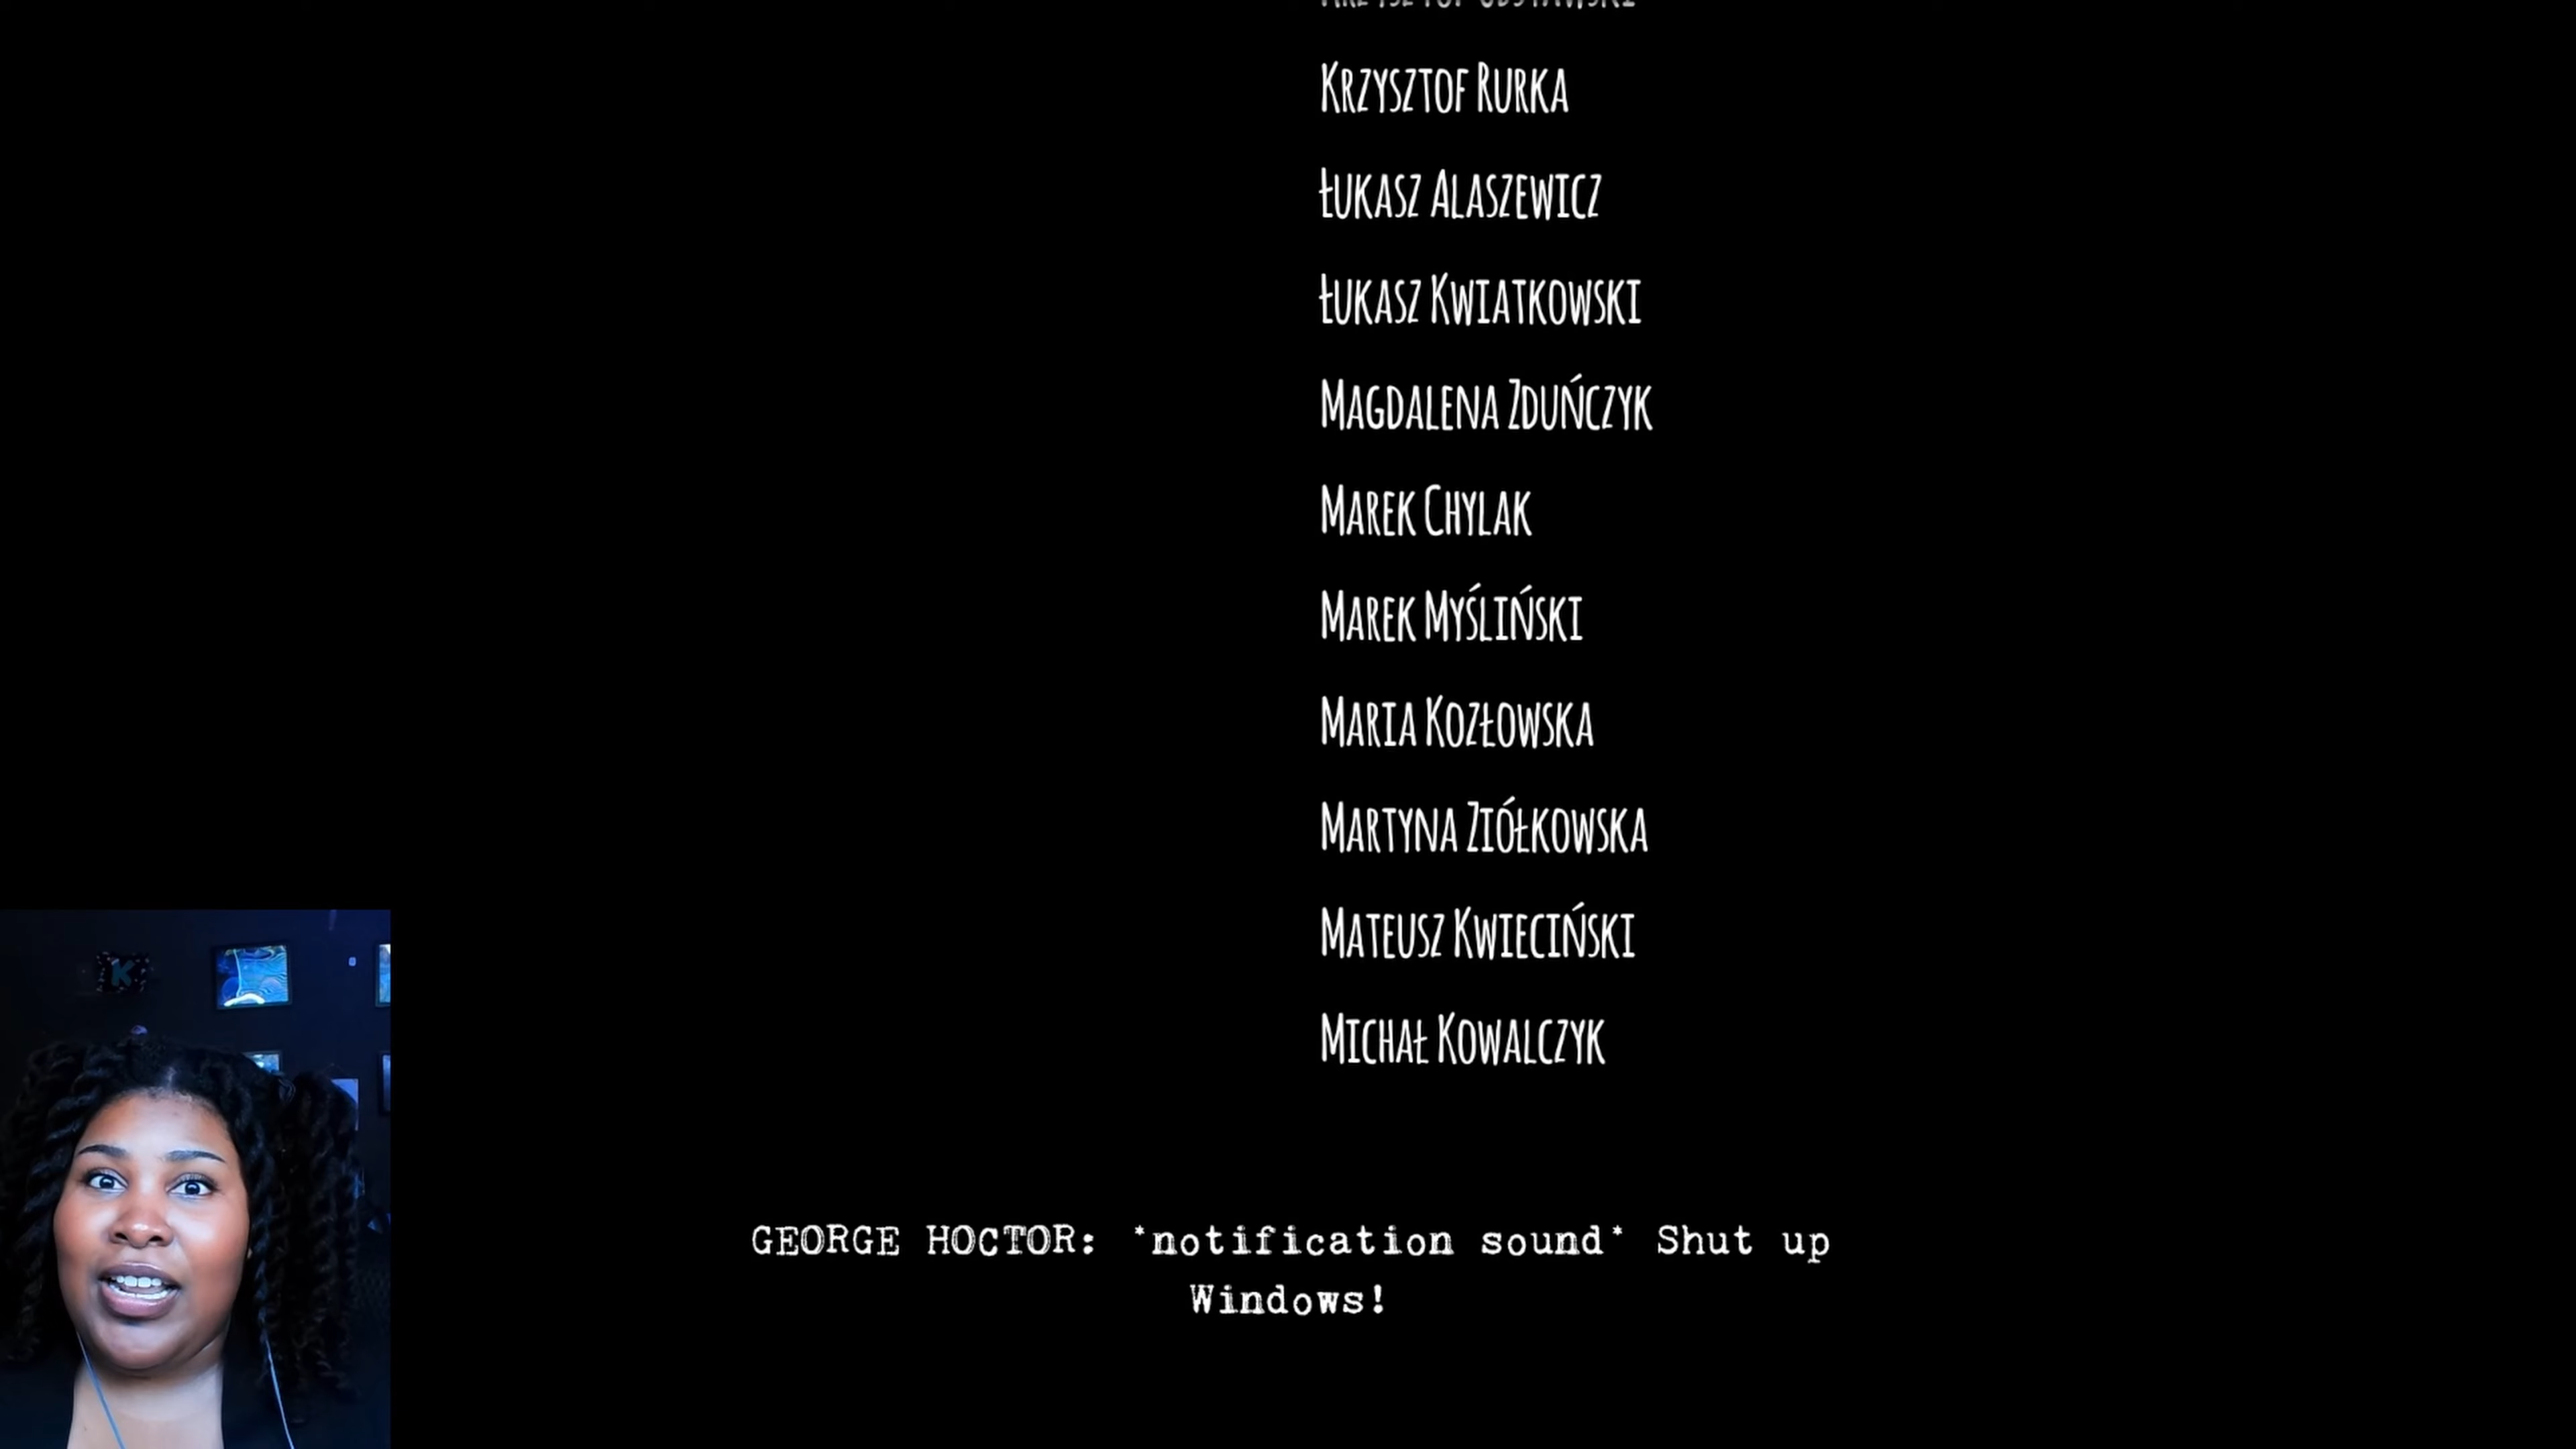 KRZYSZTOF RURKA
ŁUKASZ ALASZEWICZ
ŁUKASZ KWIATKOWSKI
MAGDALENA ZDUŃCZYK
MAREK CHYLAK
MAREK MYŚLIŃSKI
MARIA KOZŁOWSKA
MARTYNA ZIÓŁKOWSKA
MATEUSZ KWIECIŃSKI
MICHAŁ KOWALCZYK
K
GEORGE HOCTOR: *notification sound* Shut up
Windows!